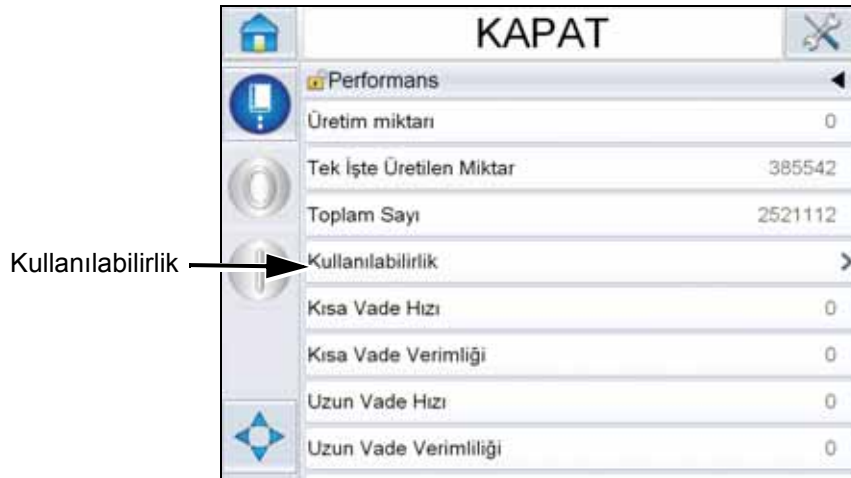 KAPAT
Performans
Üretim miktarı 0
Tek İşte Üretilen Miktar 385542
Toplam Sayı 2521112
Kullanılabilirlik
Kullanılabilirlik
Kısa Vade Hızı 0
Kısa Vade Verimliği 0
Uzun Vade Hızı 0
Uzun Vade Verimliliği 0